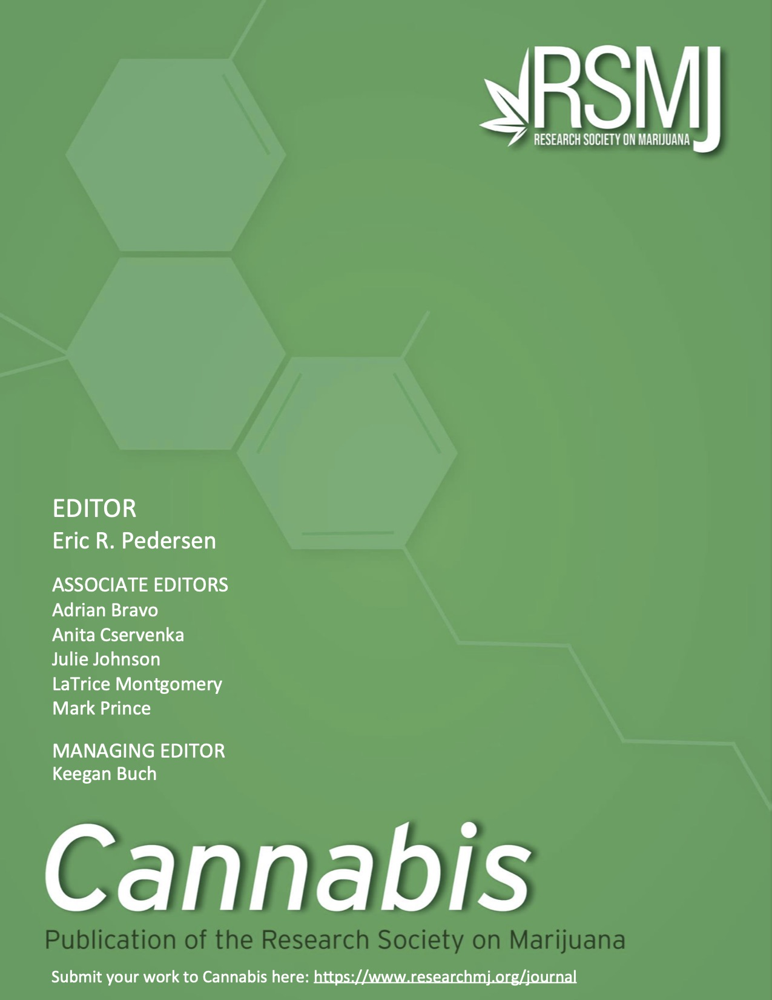 RSMJ
RESEARCH SOCIETY ON MARIJUANA
EDITOR
Eric R. Pedersen
ASSOCIATE EDITORS
Adrian Bravo
Anita Cservenka
Julie Johnson
LaTrice Montgomery
Mark Prince
MANAGING EDITOR
Keegan Buch
Cannabis
Publication of the Research Society on Marijuana
Submit your work to Cannabis here: https://www.researchmj.org/journal